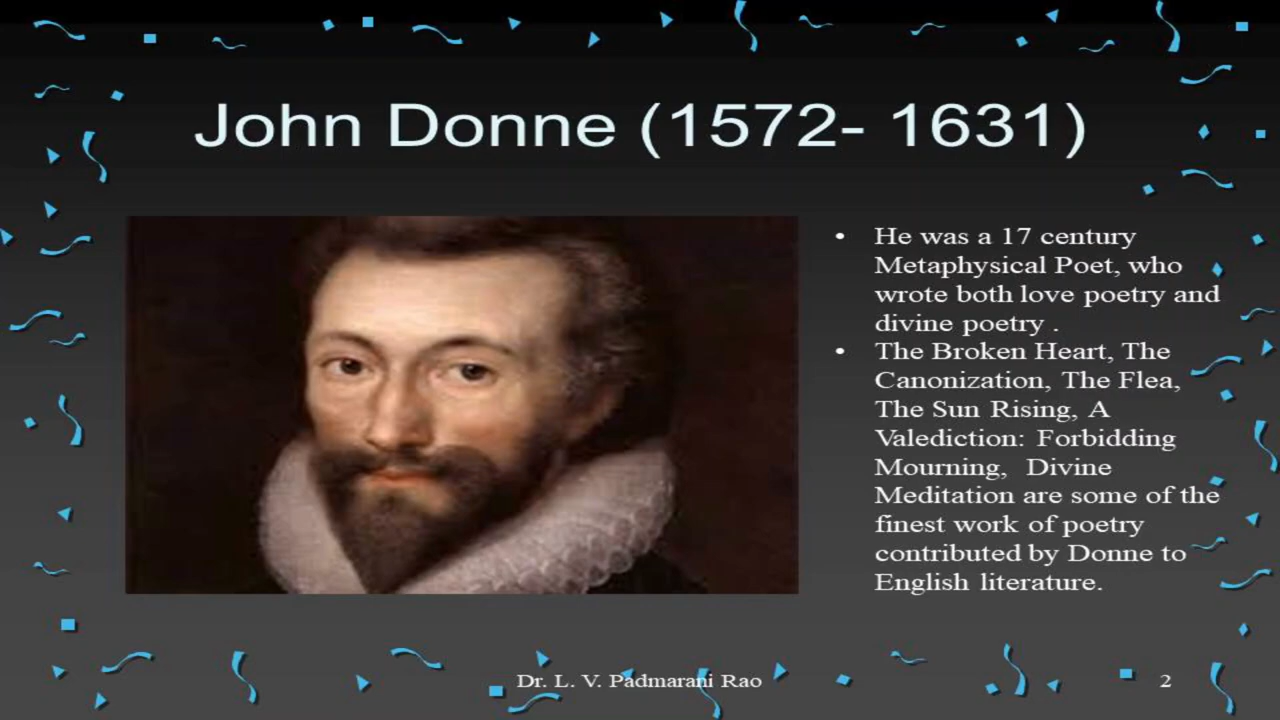 John Donne (1572- 1631)
• He was a 17 century
Metaphysical Poet, who
wrote both love poetry and
divine poetry .
• The Broken Heart, The
Canonization, The Flea,
The Sun Rising, A
Valediction: Forbidding
Mourning,  Divine
Meditation are some of the
finest work of poetry
contributed by Donne to
English literature.
Dr. L. V. Padmarani Rao
2